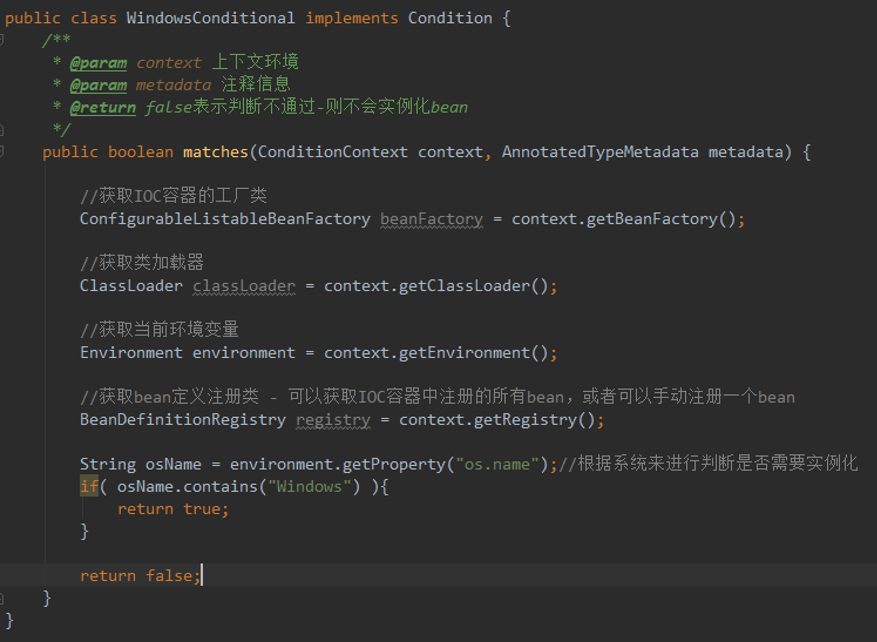 public class WindowsConditional implements Condition {
/**
* @param context 上下文环境
* @param metadata 注释信息
* @return false表示判断不通过-则不会实例化bean
*/
public boolean matches(ConditionContext context, AnnotatedTypeMetadata metadata) {
//获取IOC容器的工厂类
ConfigurableListableBeanFactory beanFactory = context.getBeanFactory();
//获取类加载器
ClassLoader classLoader = context.getClassLoader();
//获取当前环境变量
Environment environment = context.getEnvironment();
//获取bean定义注册类 - 可以获取IOC容器中注册的所有bean，或者可以手动注册一个bean
BeanDefinitionRegistry registry = context.getRegistry();
String osName = environment.getProperty("os.name");//根据系统来进行判断是否需要实例化
if( osName.contains("Windows") ){
return true;
}
return false;
}
}